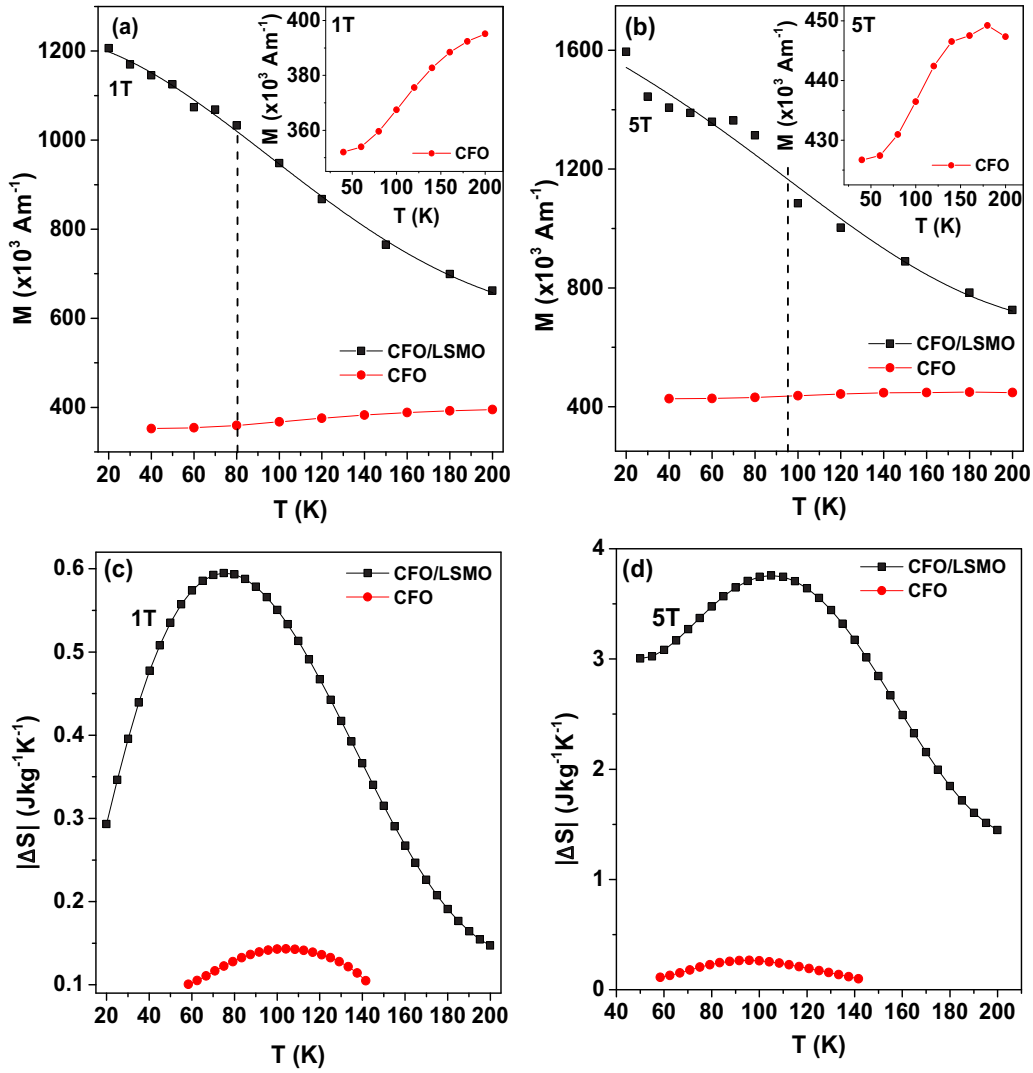 (a)
1T
1T
M (x10³ Am⁻¹)
400
380
360
50
100
150
200
T (K)
CFO
1200
1000
800
600
400
M (x10³ Am⁻¹)
CFO/LSMO
CFO
20 40 60 80 100 120 140 160 180 200
T (K)
(b)
5T
5T
M (x10³ Am⁻¹)
450
440
430
50
100
150
200
T (K)
CFO
1600
1200
800
400
M (x10³ Am⁻¹)
CFO/LSMO
CFO
20 40 60 80 100 120 140 160 180 200
T (K)
(c)
1T
CFO/LSMO
CFO
0.6
0.5
0.4
0.3
0.2
0.1
|ΔS| (Jkg⁻¹K⁻¹)
20 40 60 80 100 120 140 160 180 200
T (K)
(d)
5T
CFO/LSMO
CFO
4
3
2
1
0
|ΔS| (Jkg⁻¹K⁻¹)
40 60 80 100 120 140 160 180 200
T (K)